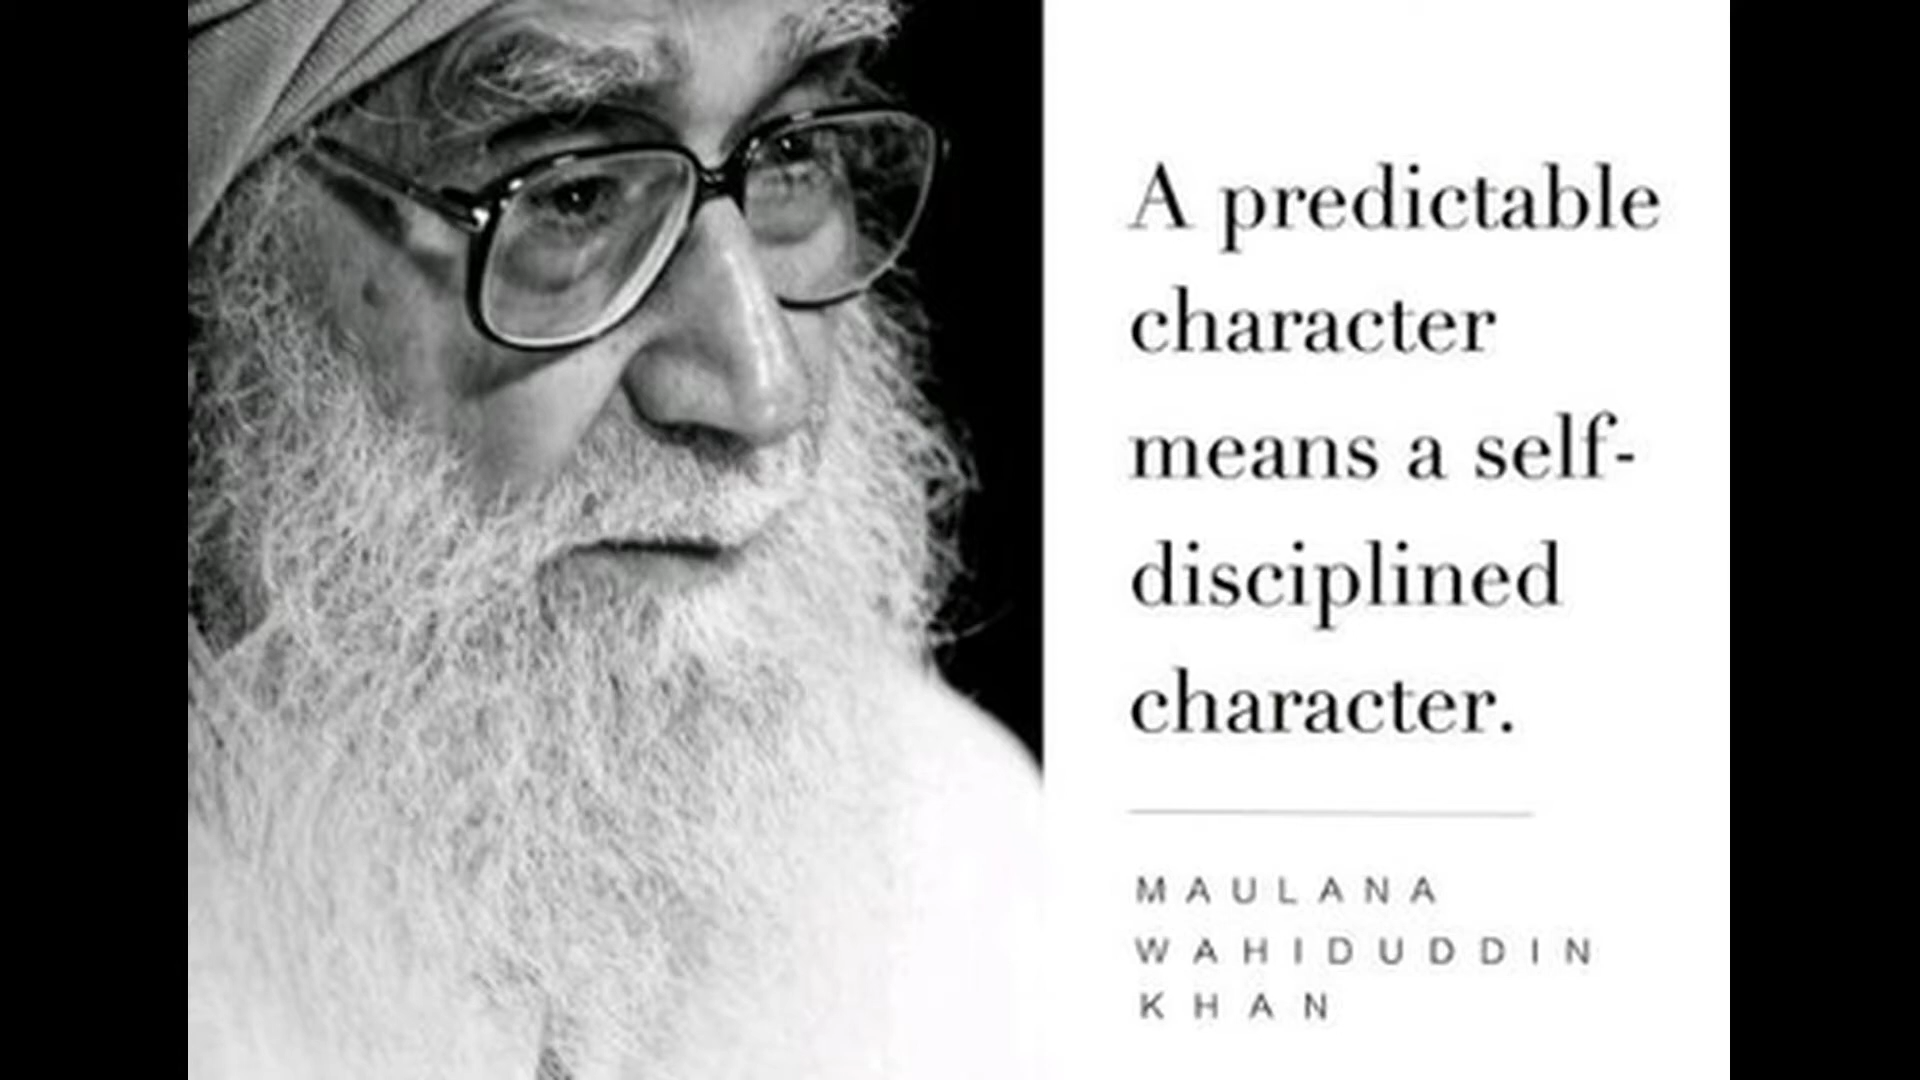 A predictable
character
means a self-
disciplined
character.
MAULANA
WAHIDUDDIN
KHAN